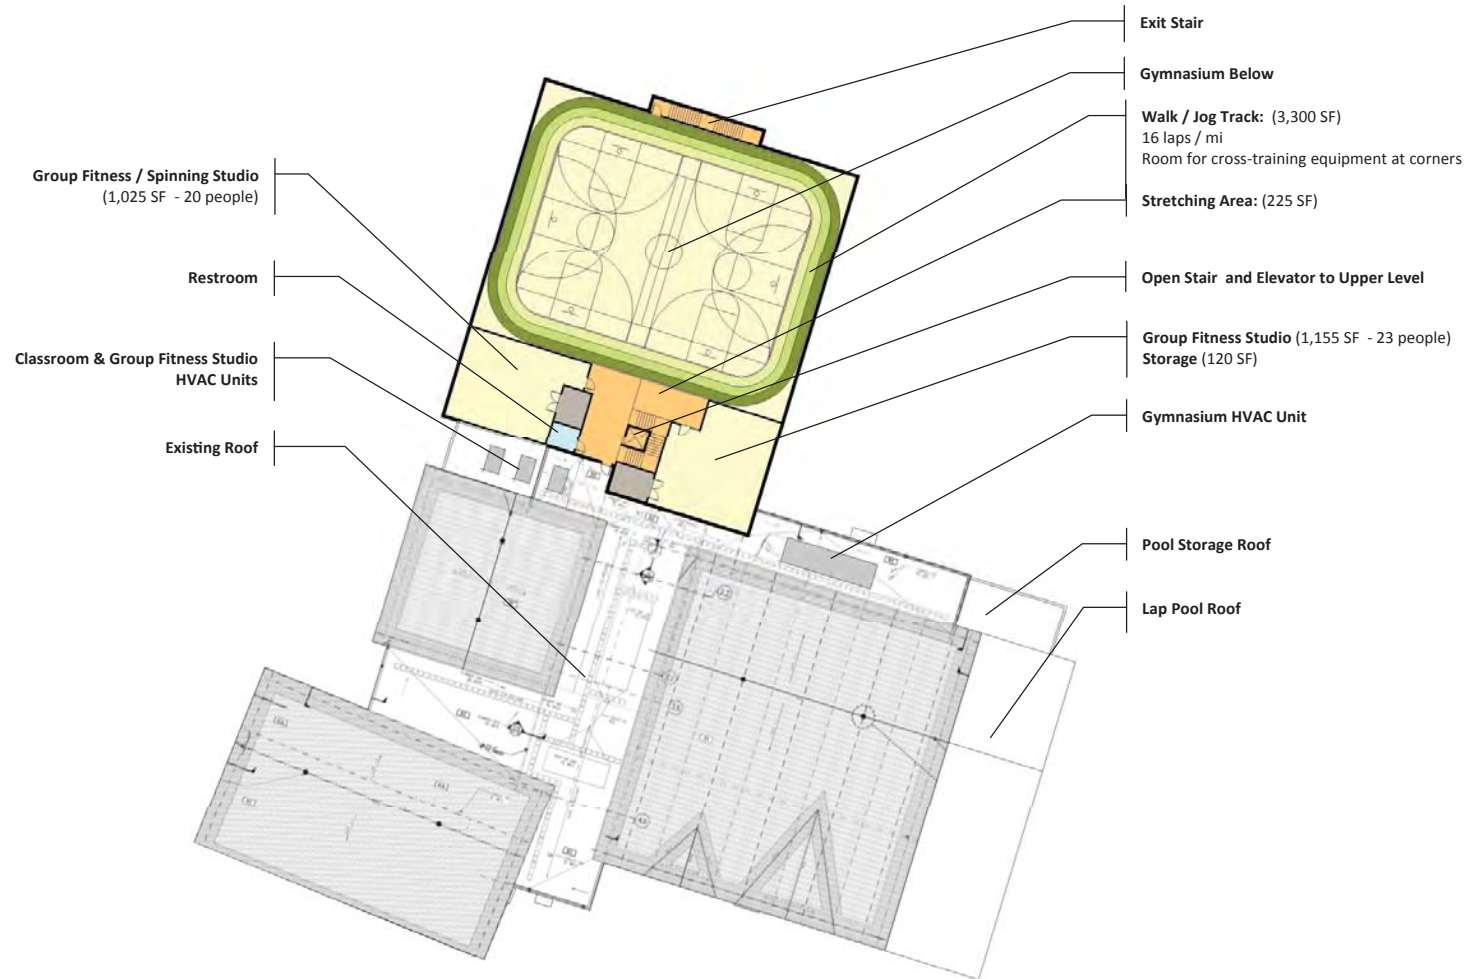 Exit Stair
Gymnasium Below
Walk / Jog Track: (3,300 SF)
16 laps / mi
Room for cross-training equipment at corners
Group Fitness / Spinning Studio
(1,025 SF - 20 people)
Stretching Area: (225 SF)
Restroom
Open Stair and Elevator to Upper Level
Group Fitness Studio (1,155 SF - 23 people)
Storage (120 SF)
Classroom & Group Fitness Studio
HVAC Units
Gymnasium HVAC Unit
Existing Roof
Pool Storage Roof
Lap Pool Roof